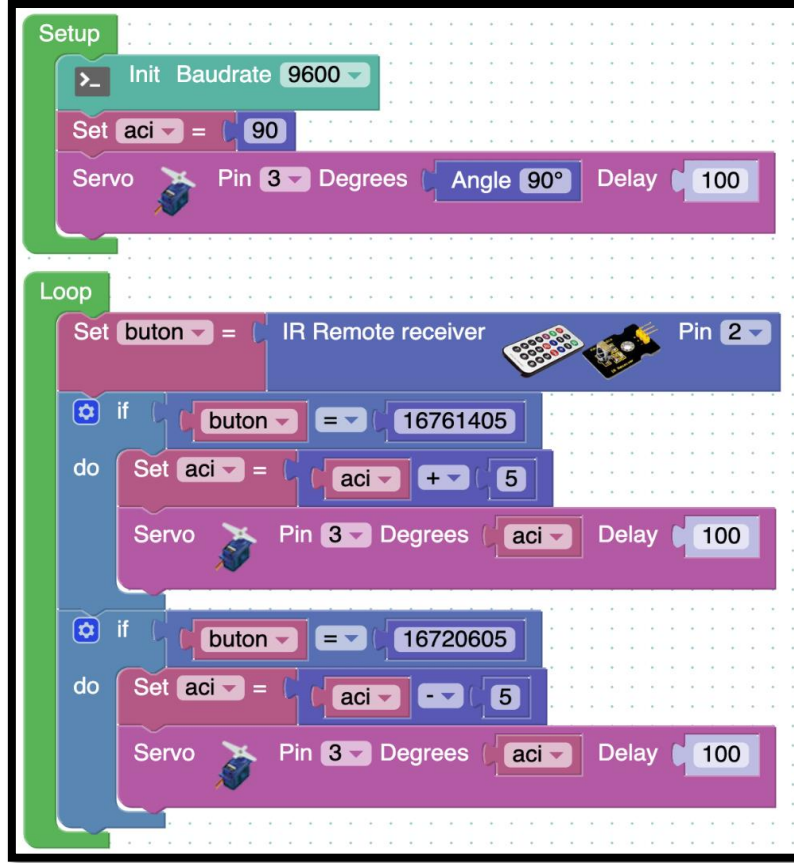 Setup
Init Baudrate 9600
Set aci = 90
Servo Pin 3 Degrees Angle 90° Delay 100
Loop
Set buton = IR Remote receiver Pin 2
if buton = 16761405
do Set aci = aci + 5
Servo Pin 3 Degrees aci Delay 100
if buton = 16720605
do Set aci = aci - 5
Servo Pin 3 Degrees aci Delay 100